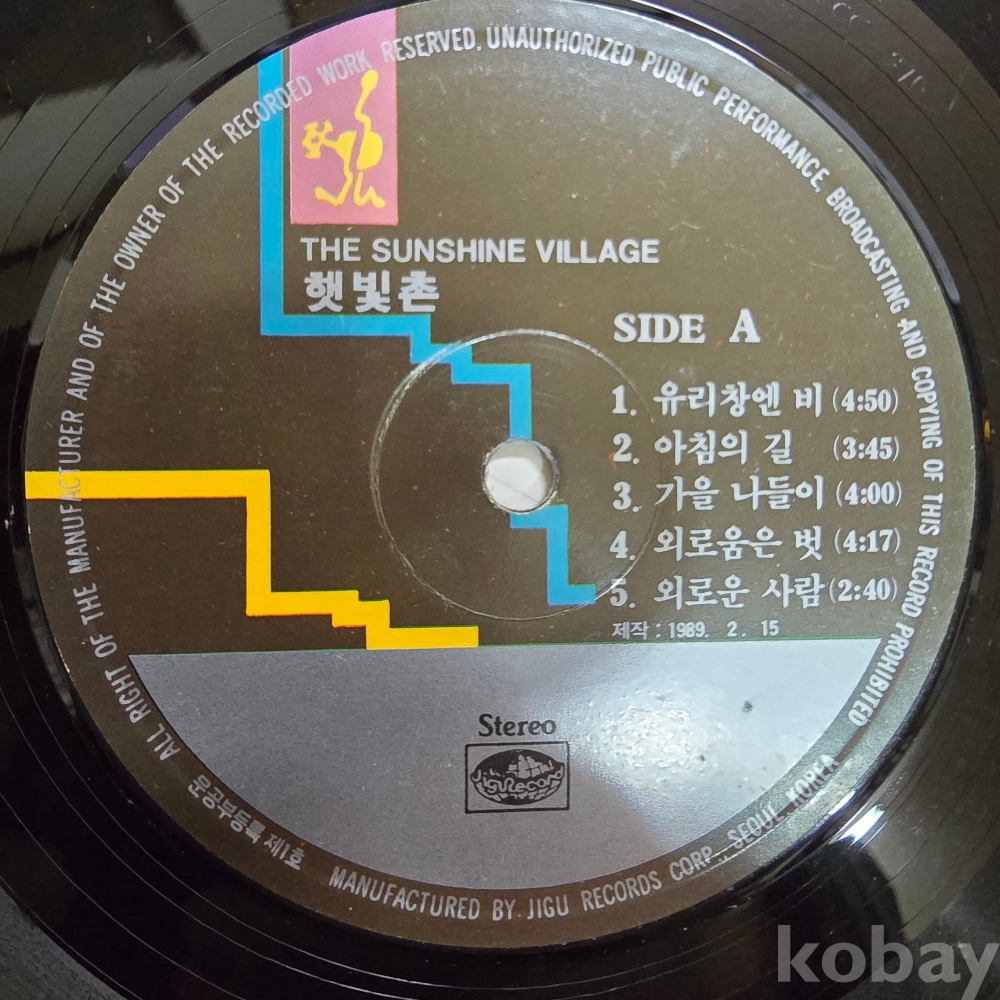 ALL RIGHT OF THE MANUFACTURER AND OF THE OWNER OF THE RECORDED WORK RESERVED, UNAUTHORIZED PUBLIC PERFORMANCE, BROADCASTING AND COPYING OF THIS RECORD PROHIBITED
THE SUNSHINE VILLAGE
햇빛촌
SIDE A
1. 유리창엔 비 (4:50)
2. 아침의 길 (3:45)
3. 가을 나들이 (4:00)
4. 외로움은 벗 (4:17)
5. 외로운 사람 (2:40)
제작 : 1989. 2. 15
Stereo
Jigu Record
문공부등록 제1호
MANUFACTURED BY JIGU RECORDS CORP., SEOUL, KOREA
kobay